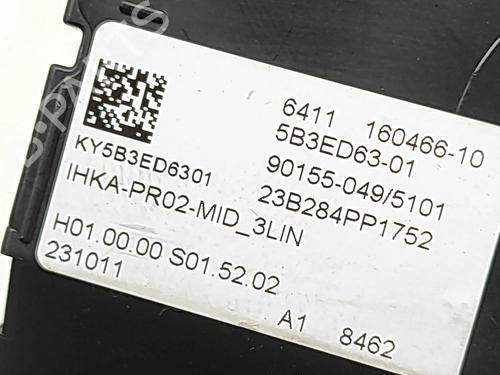 6411 160466-10
5B3ED63-01
90155-049/5101
23B284PP1752
KY5B3ED6301
IHKA-PR02-MID_3LIN
H01.00.00 S01.52.02
231011
A1 8462